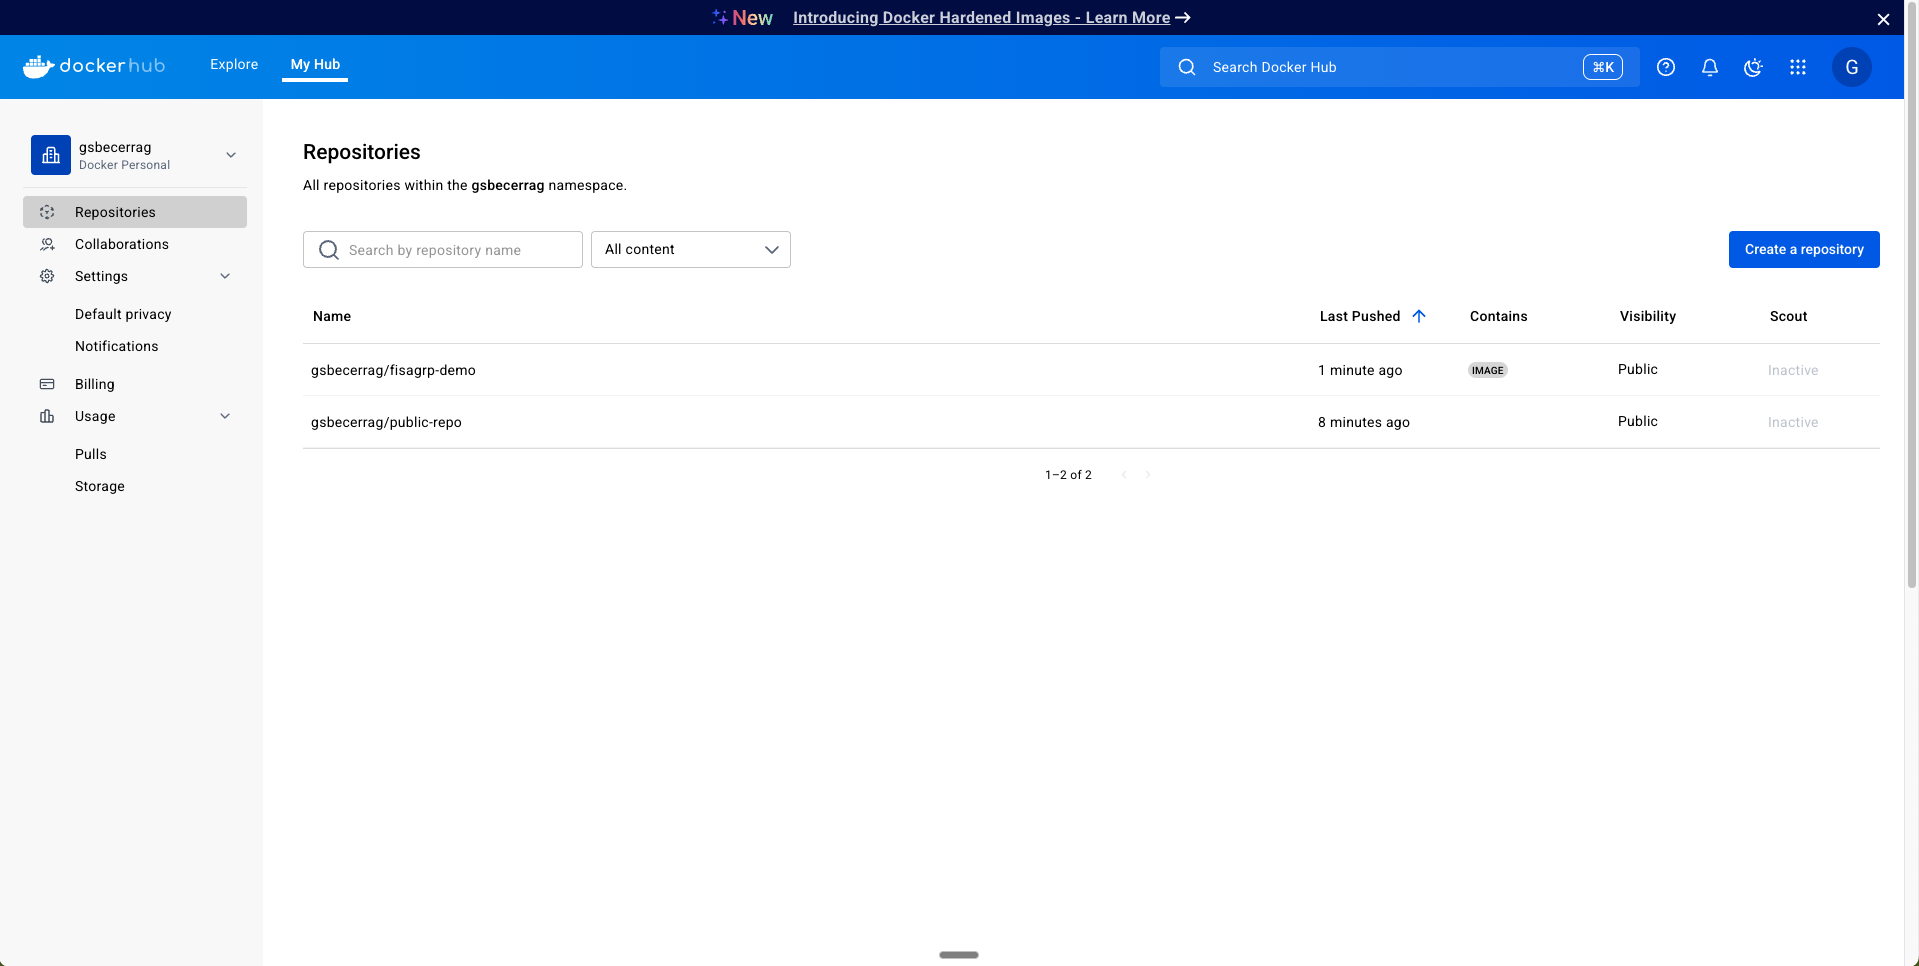 New Introducing Docker Hardened Images - Learn More
dockerhub Explore My Hub Search Docker Hub ⌘K G
gsbecerrag
Docker Personal
Repositories
Collaborations
Settings
Default privacy
Notifications
Billing
Usage
Pulls
Storage
Repositories
All repositories within the gsbecerrag namespace.
Search by repository name All content Create a repository
Name Last Pushed Contains Visibility Scout
gsbecerrag/fisagrp-demo 1 minute ago IMAGE Public Inactive
gsbecerrag/public-repo 8 minutes ago Public Inactive
1–2 of 2